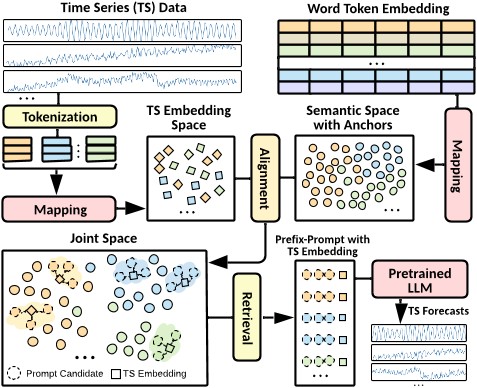 Time Series (TS) Data
Word Token Embedding
...
...
Tokenization
TS Embedding
Space
Semantic Space
with Anchors
Alignment
Mapping
Mapping
...
...
Joint Space
Prefix-Prompt with
TS Embedding
Retrieval
Pretrained
LLM
TS Forecasts
...
...
...
Prompt Candidate
TS Embedding